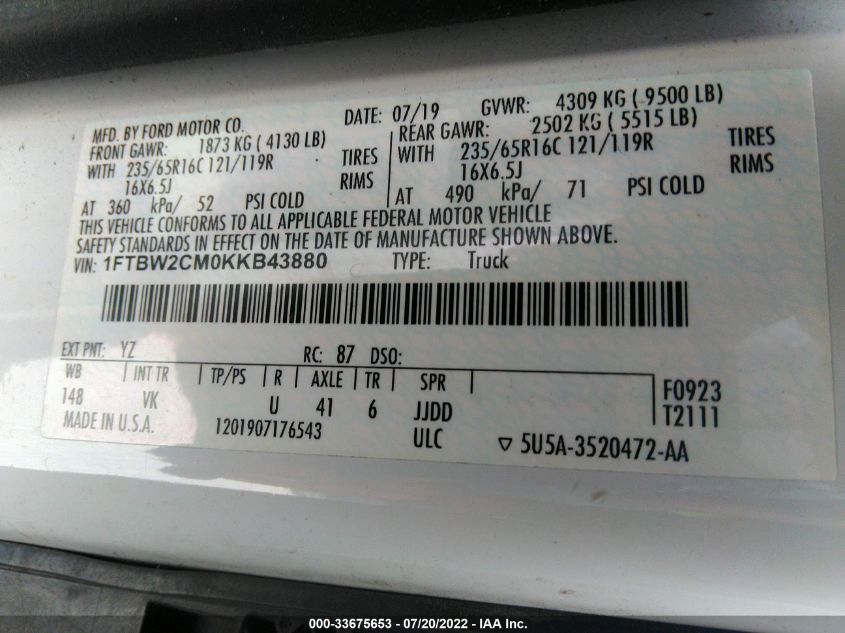 MFD. BY FORD MOTOR CO. DATE: 07/19 GVWR: 4309 KG ( 9500 LB)
FRONT GAWR: 1873 KG ( 4130 LB) REAR GAWR: 2502 KG ( 5515 LB)
WITH 235/65R16C 121/119R TIRES WITH 235/65R16C 121/119R TIRES
16X6.5J RIMS 16X6.5J RIMS
AT 360 kPa/ 52 PSI COLD AT 490 kPa/ 71 PSI COLD
THIS VEHICLE CONFORMS TO ALL APPLICABLE FEDERAL MOTOR VEHICLE
SAFETY STANDARDS IN EFFECT ON THE DATE OF MANUFACTURE SHOWN ABOVE.
VIN: 1FTBW2CM0KKB43880 TYPE: Truck
EXT PNT: YZ RC: 87 DSO:
WB INT TR TP/PS R AXLE TR SPR F0923
148 VK U 41 6 JJDD T2111
MADE IN U.S.A. 1201907176543 ULC ▽ 5U5A-3520472-AA
000-33675653 / 07/20/2022 - IAA Inc.